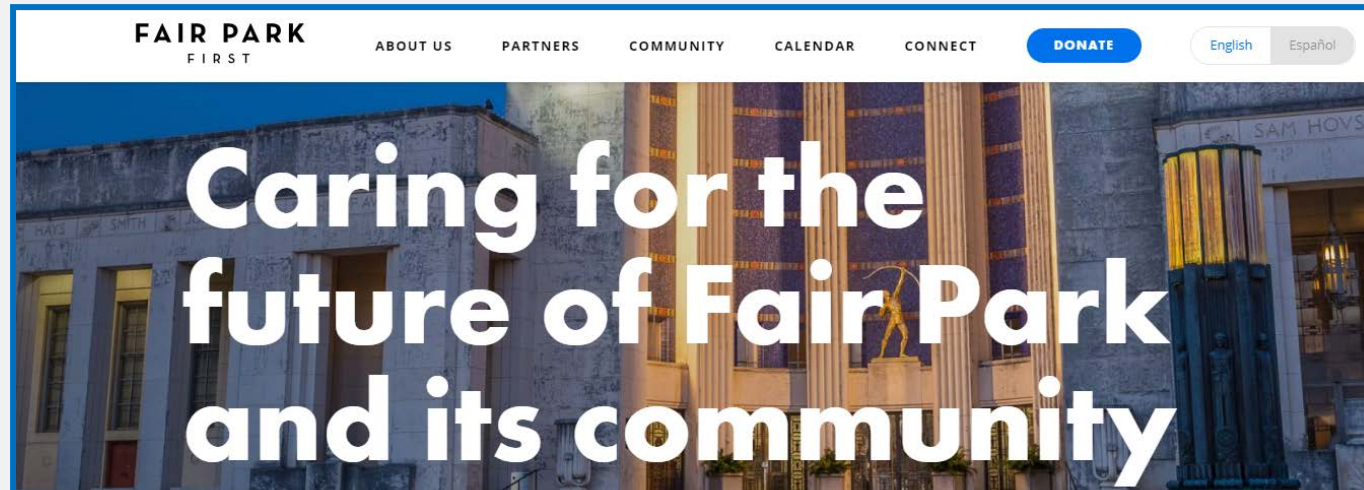 FAIR PARK
FIRST
ABOUT US PARTNERS COMMUNITY CALENDAR CONNECT DONATE English Español
Caring for the
future of Fair Park
and its community
HAYS SMITH
SAM HOVS